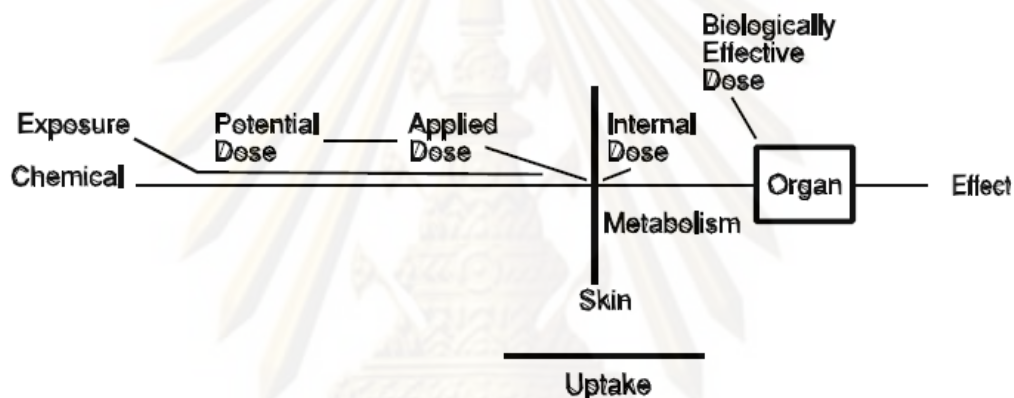 Biologically
Effective
Dose
Exposure
Potential
Dose
Applied
Dose
Internal
Dose
Chemical
Organ
Effect
Metabolism
Skin
Uptake